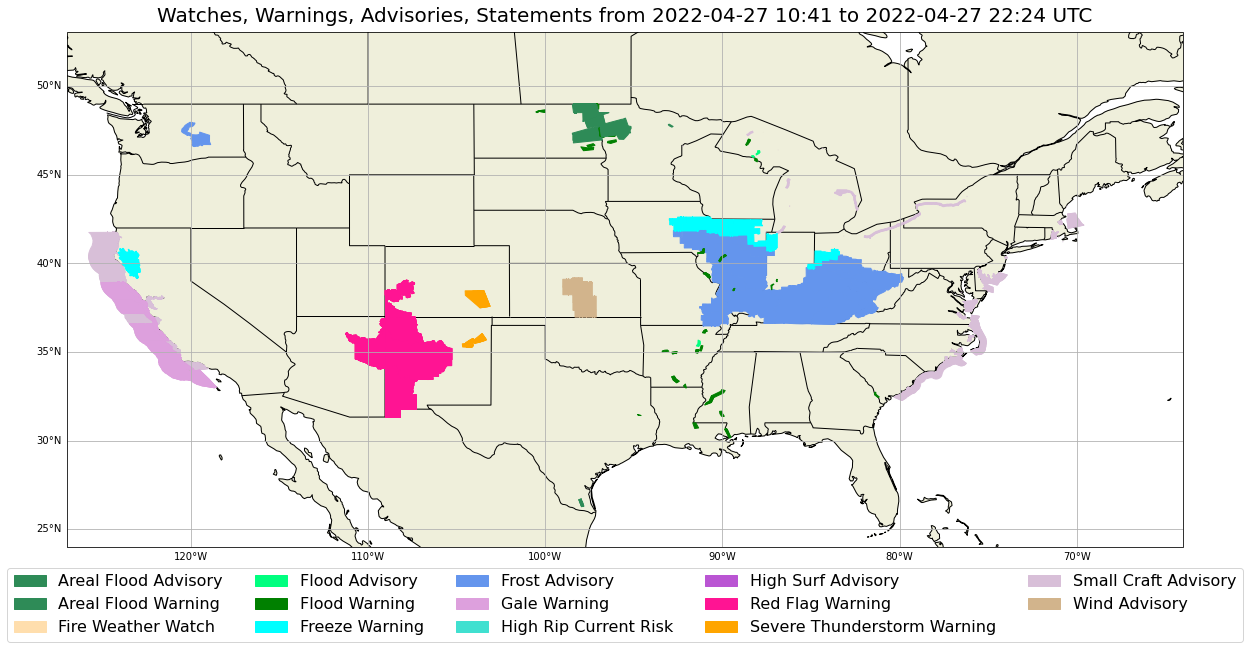 Watches, Warnings, Advisories, Statements from 2022-04-27 10:41 to 2022-04-27 22:24 UTC
50°N
45°N
40°N
35°N
30°N
25°N
120°W 110°W 100°W 90°W 80°W 70°W
Areal Flood Advisory Flood Advisory Frost Advisory High Surf Advisory Small Craft Advisory
Areal Flood Warning Flood Warning Gale Warning Red Flag Warning Wind Advisory
Fire Weather Watch Freeze Warning High Rip Current Risk Severe Thunderstorm Warning